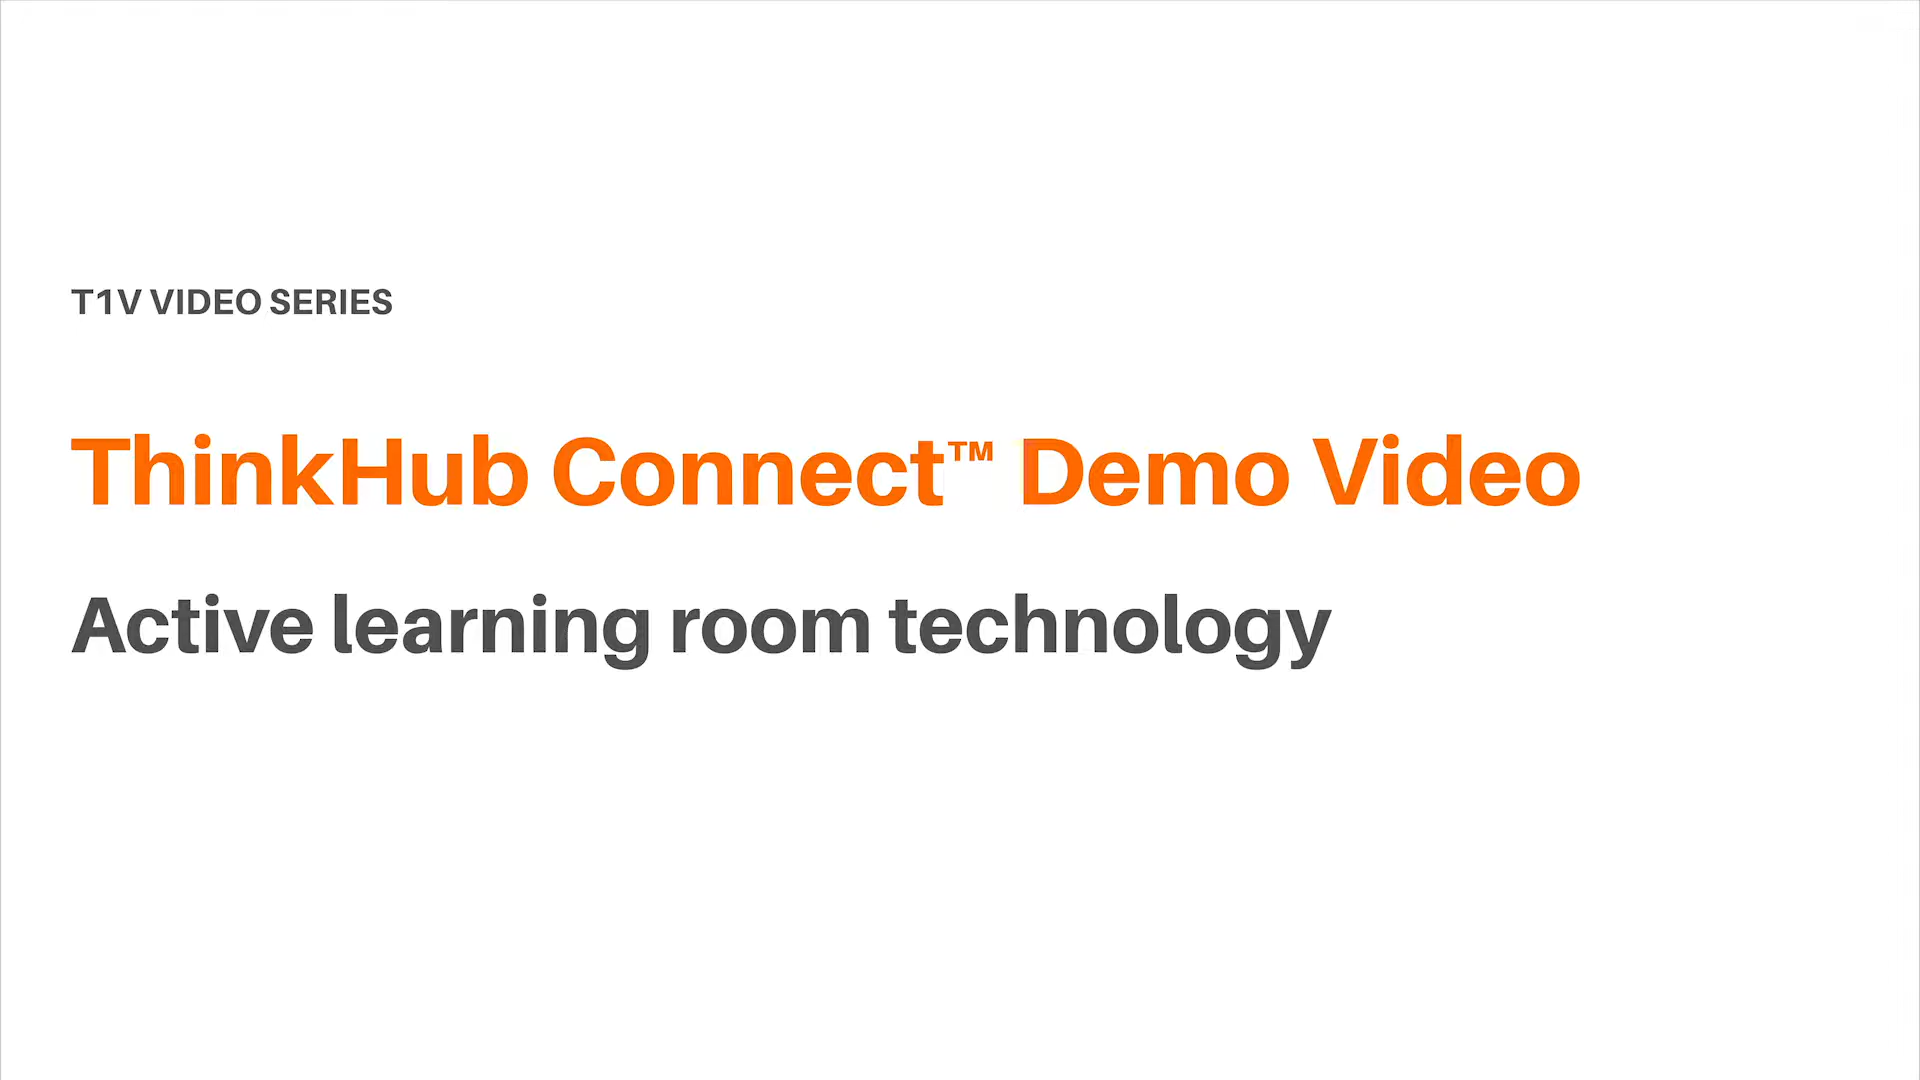 T1V VIDEO SERIES
ThinkHub Connect™ Demo Video
Active learning room technology